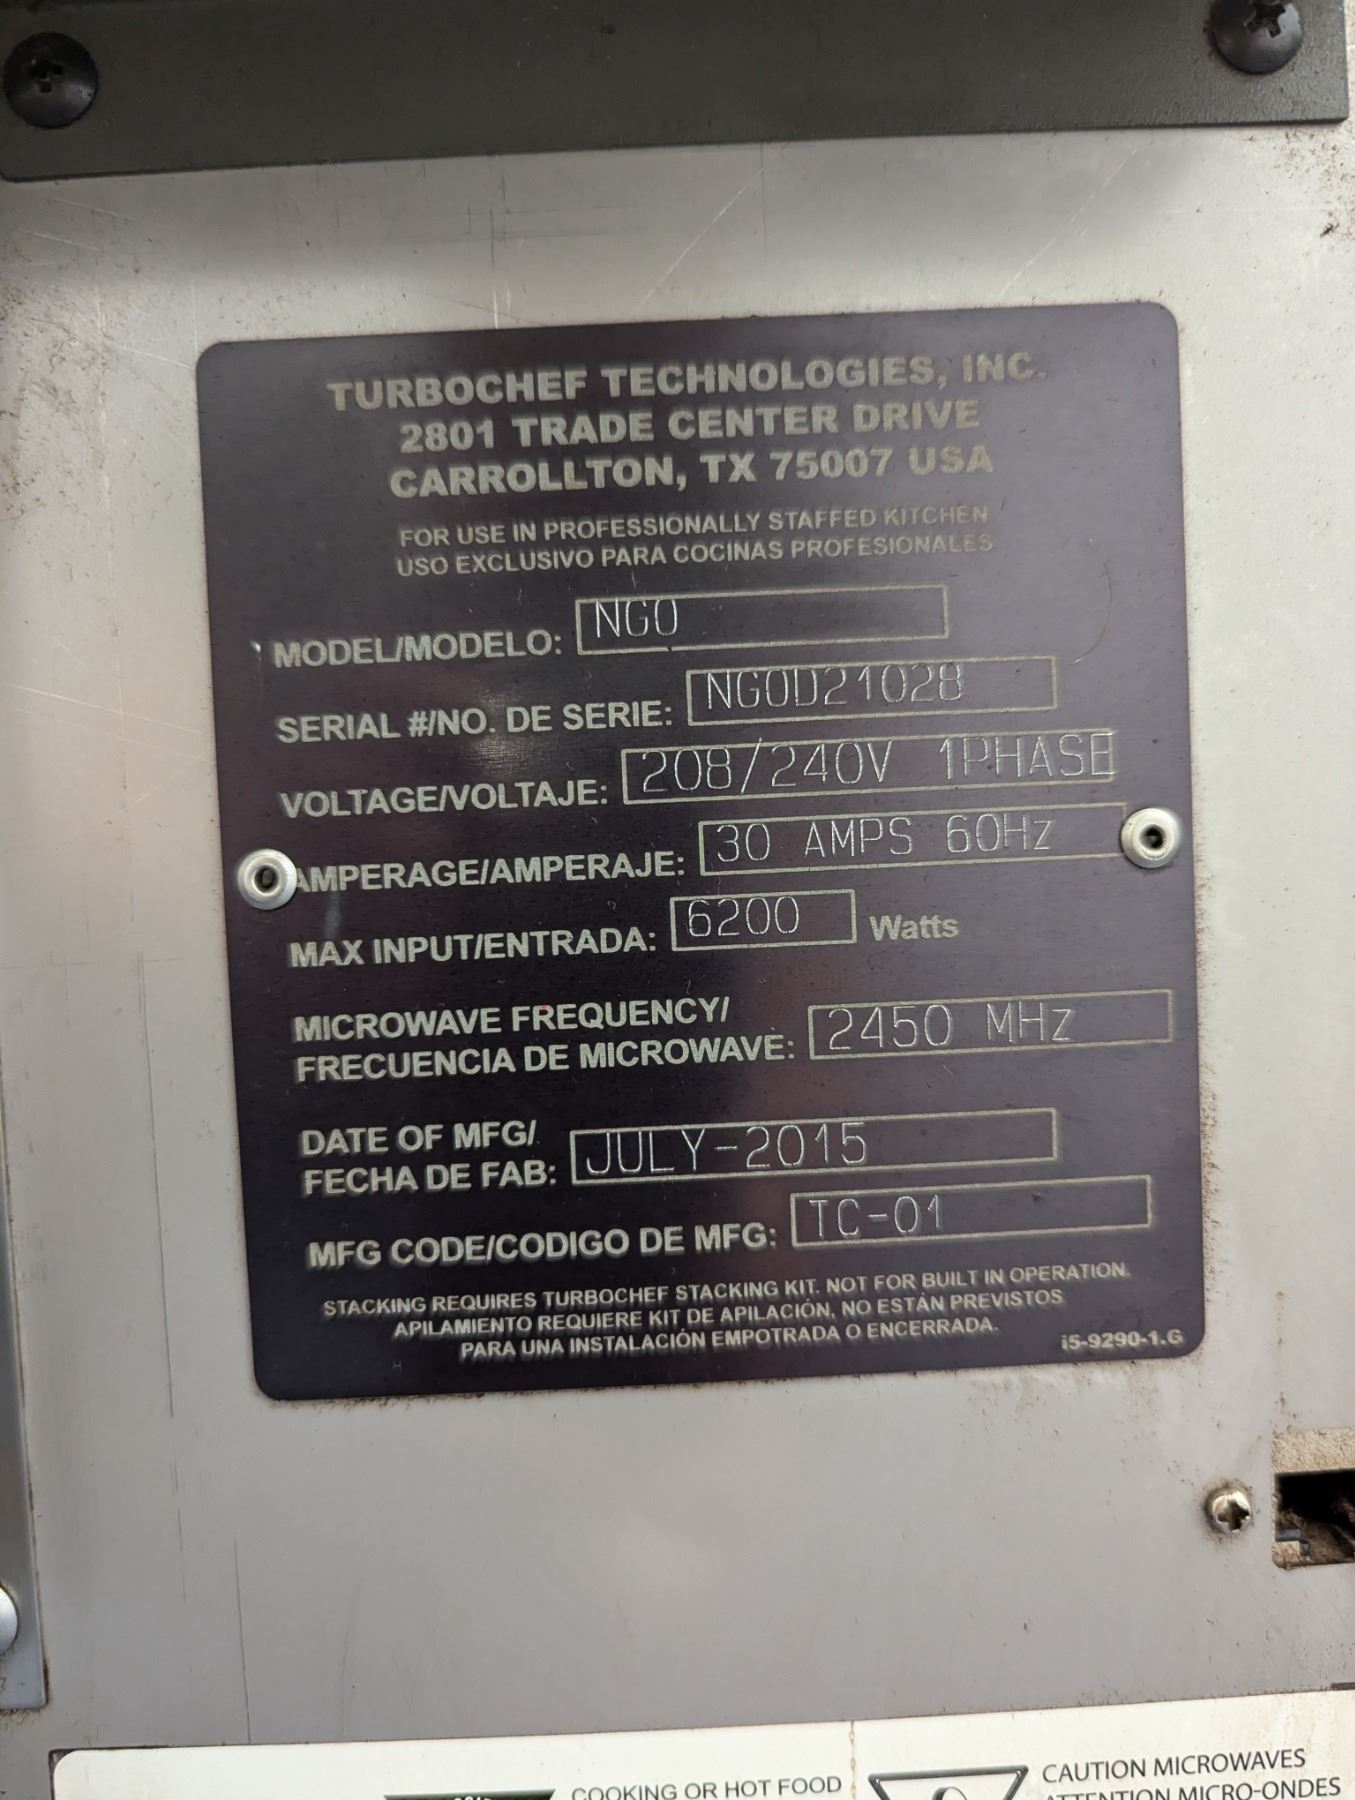 TURBOCHEF TECHNOLOGIES, INC.
2801 TRADE CENTER DRIVE
CARROLLTON, TX 75007 USA
FOR USE IN PROFESSIONALLY STAFFED KITCHEN
USO EXCLUSIVO PARA COCINAS PROFESIONALES
MODEL/MODELO: NGO
SERIAL #/NO. DE SERIE: NGOD21028
VOLTAGE/VOLTAJE: 208/240V 1PHASE
AMPERAGE/AMPERAJE: 30 AMPS 60Hz
MAX INPUT/ENTRADA: 6200 Watts
MICROWAVE FREQUENCY/
FRECUENCIA DE MICROWAVE: 2450 MHz
DATE OF MFG/
FECHA DE FAB: JULY-2015
MFG CODE/CODIGO DE MFG: TC-01
STACKING REQUIRES TURBOCHEF STACKING KIT. NOT FOR BUILT IN OPERATION.
APILAMIENTO REQUIERE KIT DE APILACIÓN, NO ESTÁN PREVISTOS
PARA UNA INSTALACIÓN EMPOTRADA O ENCERRADA.
i5-9290-1.G
COOKING OR HOT FOOD
CAUTION MICROWAVES
ATTENTION MICRO-ONDES